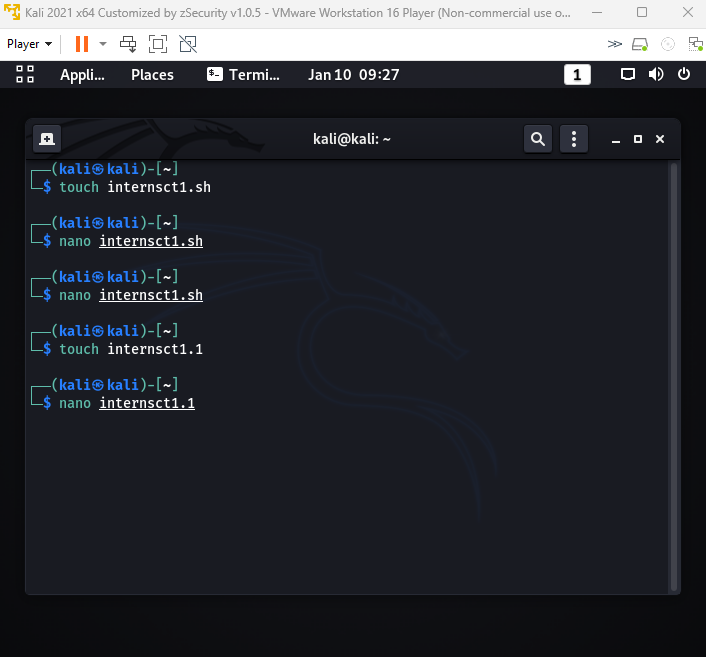 Kali 2021 x64 Customized by zSecurity v1.0.5 - VMware Workstation 16 Player (Non-commercial use o...
Player
Appli... Places Termi... Jan 10 09:27 1
kali@kali: ~
┌──(kali㉿kali)-[~]
└─$ touch internsct1.sh
┌──(kali㉿kali)-[~]
└─$ nano internsct1.sh
┌──(kali㉿kali)-[~]
└─$ nano internsct1.sh
┌──(kali㉿kali)-[~]
└─$ touch internsct1.1
┌──(kali㉿kali)-[~]
└─$ nano internsct1.1